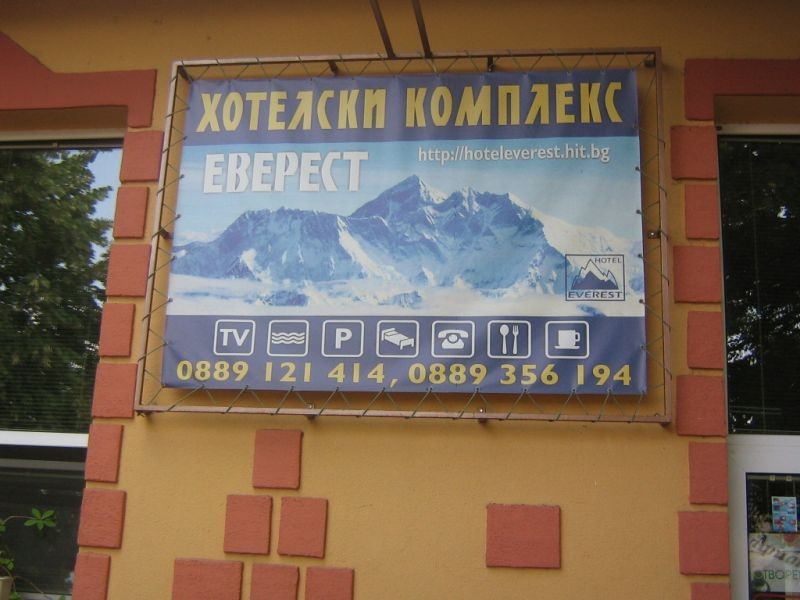 ХОТЕЛСКИ КОМПЛЕКС
ЕВЕРЕСТ
http://hoteleverest.hit.bg
HOTEL
EVEREST
TV
P
0889 121 414, 0889 356 194